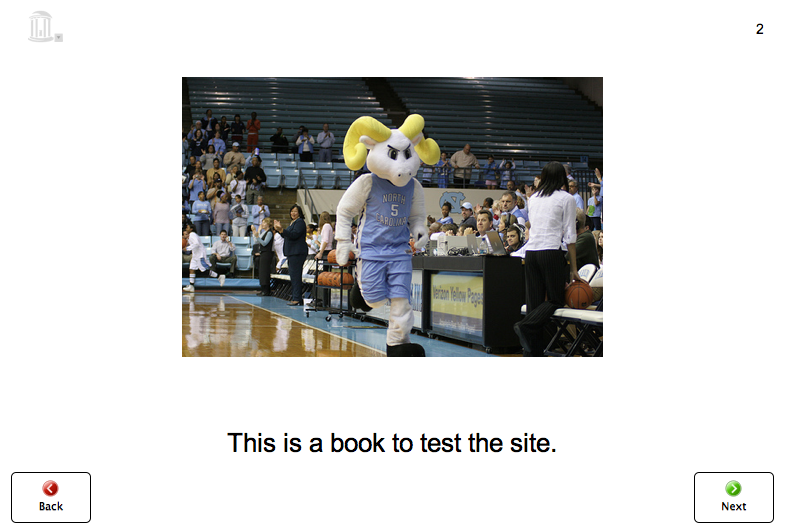 2
NORTH
5
CAROLINA
Verizon Yellow Pages
This is a book to test the site.
Back
Next